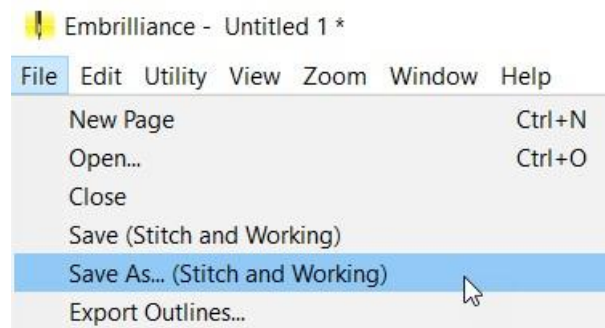 Embrilliance - Untitled 1 *
File Edit Utility View Zoom Window Help
New Page Ctrl+N
Open... Ctrl+O
Close
Save (Stitch and Working)
Save As... (Stitch and Working)
Export Outlines...